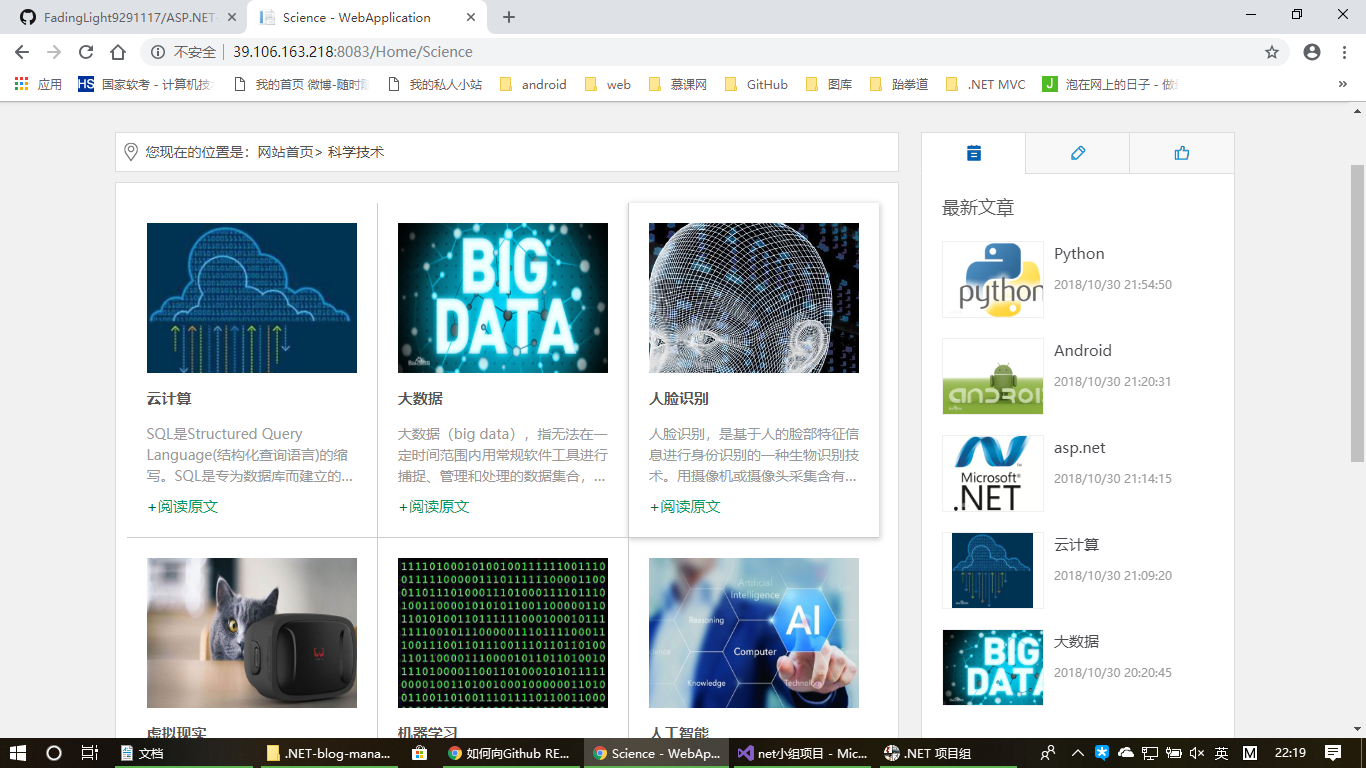 FadingLight9291117/ASP.NET-
Science - WebApplication
不安全
39.106.163.218:8083/Home/Science
应用
国家软考 - 计算机技
我的首页 微博-随时
我的私人小站
android
web
慕课网
GitHub
图库
跆拳道
.NET MVC
泡在网上的日子 - 做
»
您现在的位置是：网站首页> 科学技术
BIG
DATA
云计算
SQL是Structured Query
Language(结构化查询语言)的缩
写。SQL是专为数据库而建立的...
+阅读原文
大数据
大数据（big data），指无法在一
定时间范围内用常规软件工具进行
捕捉、管理和处理的数据集合，...
+阅读原文
人脸识别
人脸识别，是基于人的脸部特征信
息进行身份识别的一种生物识别技
术。用摄像机或摄像头采集含有...
+阅读原文
Artificial
Intelligence
Reasoning
AI
Computer
Knowledge
Technology
虚拟现实
机器学习
人工智能
最新文章
python
Python
2018/10/30 21:54:50
ANDROID
Android
2018/10/30 21:20:31
Microsoft
.NET
asp.net
2018/10/30 21:14:15
云计算
2018/10/30 21:09:20
BIG
DATA
大数据
2018/10/30 20:20:45
文档
.NET-blog-mana...
如何向Github RE...
Science - WebAp...
net小组项目 - Mic...
.NET 项目组
英
M
22:19